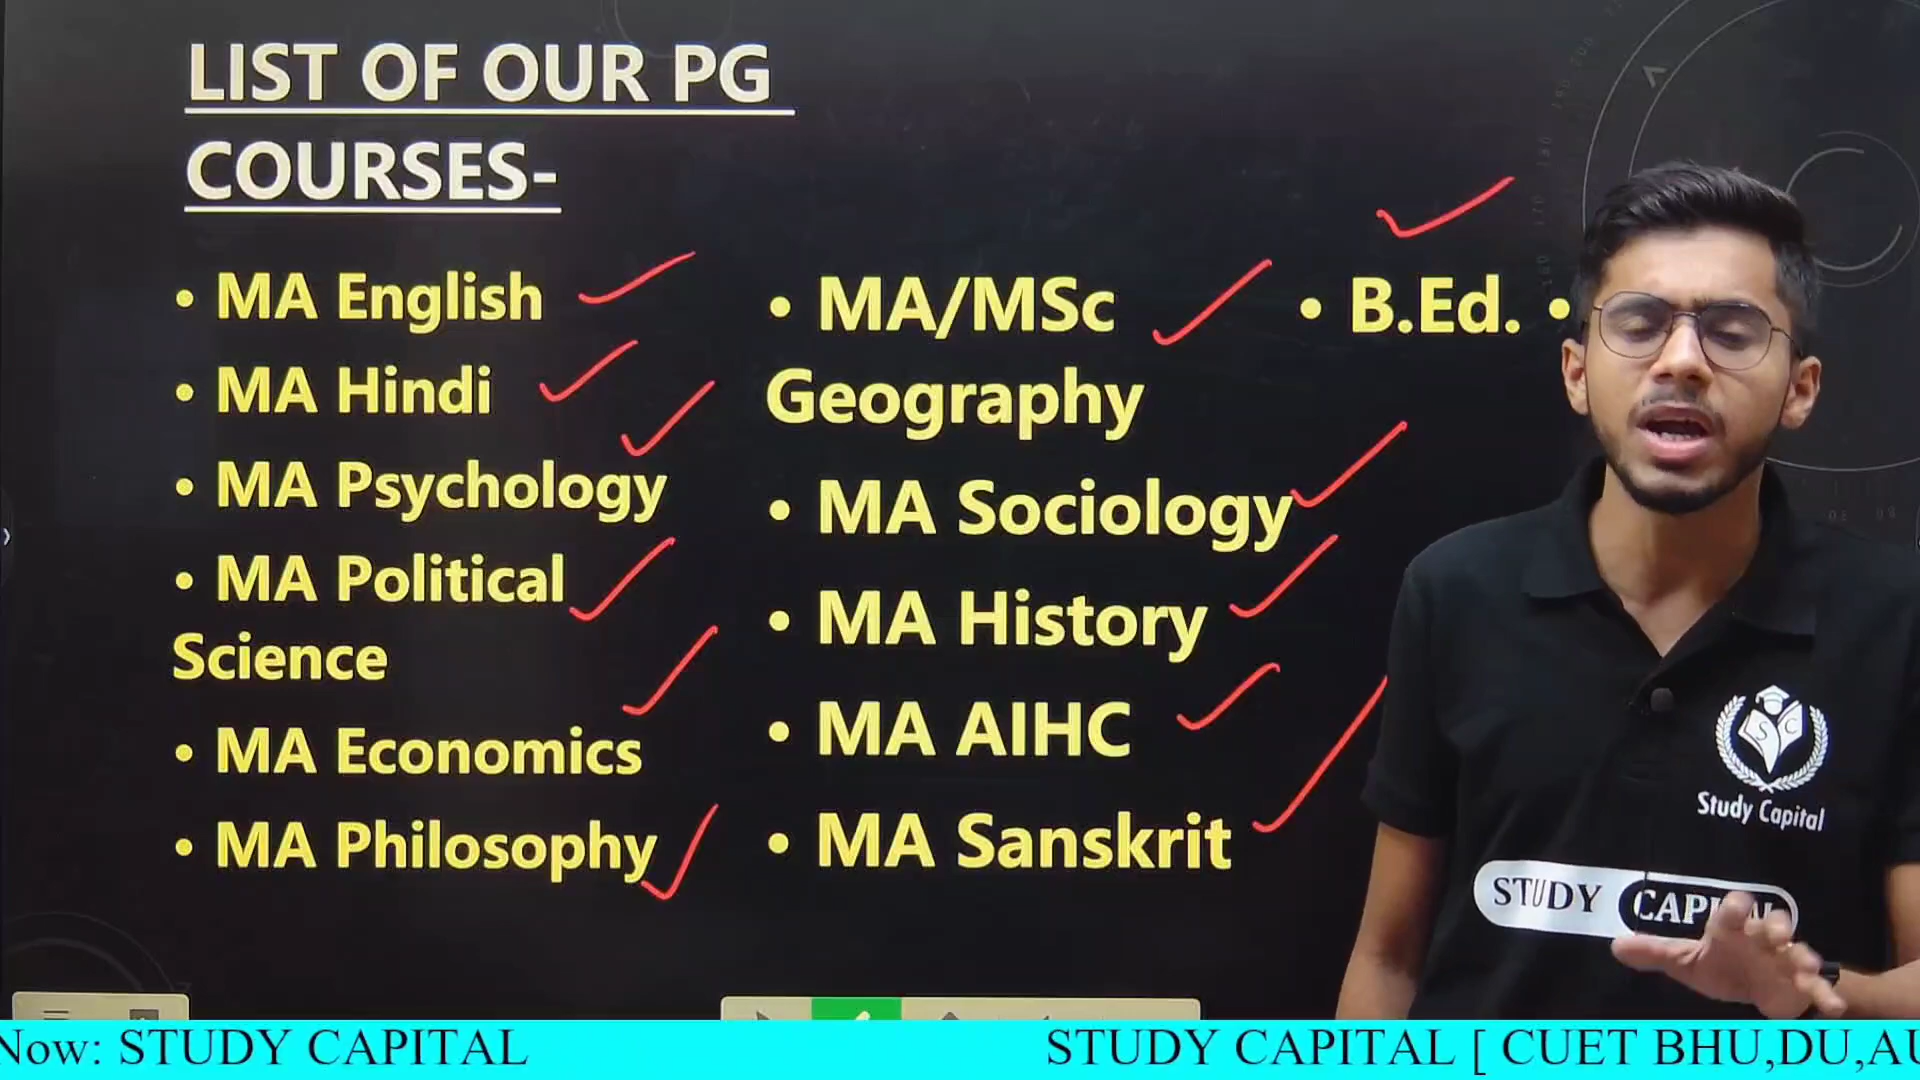 LIST OF OUR PG
COURSES-
• MA English
• MA Hindi
• MA Psychology
• MA Political
Science
• MA Economics
• MA Philosophy
• MA/MSc
Geography
• MA Sociology
• MA History
• MA AIHC
• MA Sanskrit
• B.Ed. •
S C
Study Capital
STUDY
Now: STUDY CAPITAL
STUDY CAPITAL [ CUET BHU,DU,AU